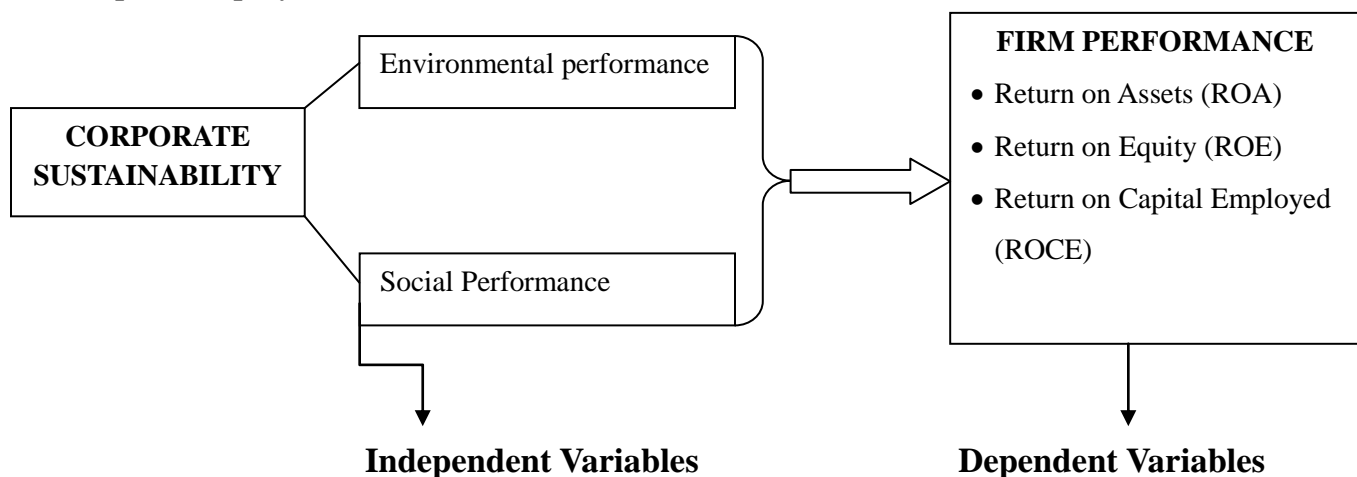 Environmental performance
CORPORATE
SUSTAINABILITY
Social Performance
FIRM PERFORMANCE
• Return on Assets (ROA)
• Return on Equity (ROE)
• Return on Capital Employed
(ROCE)
Independent Variables
Dependent Variables